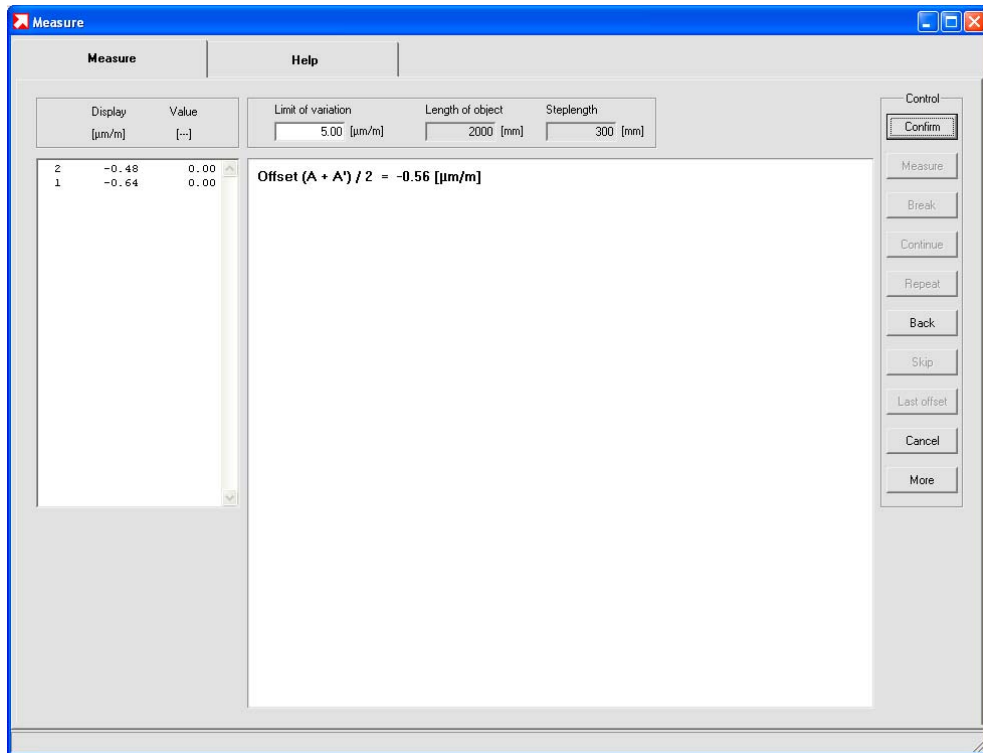 Measure
Measure Help
Display Value
[µm/m] [---]
Limit of variation Length of object Steplength
5.00 [µm/m] 2000 [mm] 300 [mm]
2 -0.48 0.00
1 -0.64 0.00
Offset (A + A') / 2 = -0.56 [µm/m]
Control
Confirm
Measure
Break
Continue
Repeat
Back
Skip
Last offset
Cancel
More